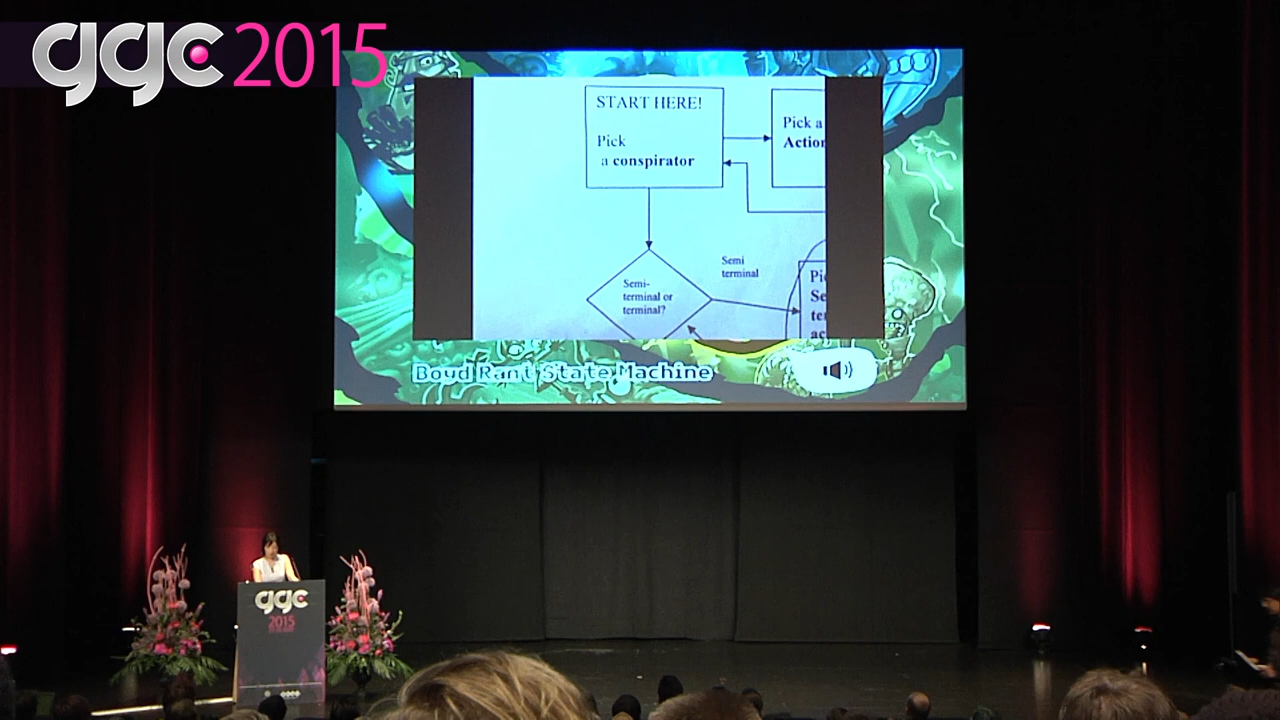 ggc 2015
START HERE!
Pick
a conspirator
Pick a
Action
Semi
terminal
Semi-
terminal or
terminal?
Boyd Rant State Machine
ggc
2015